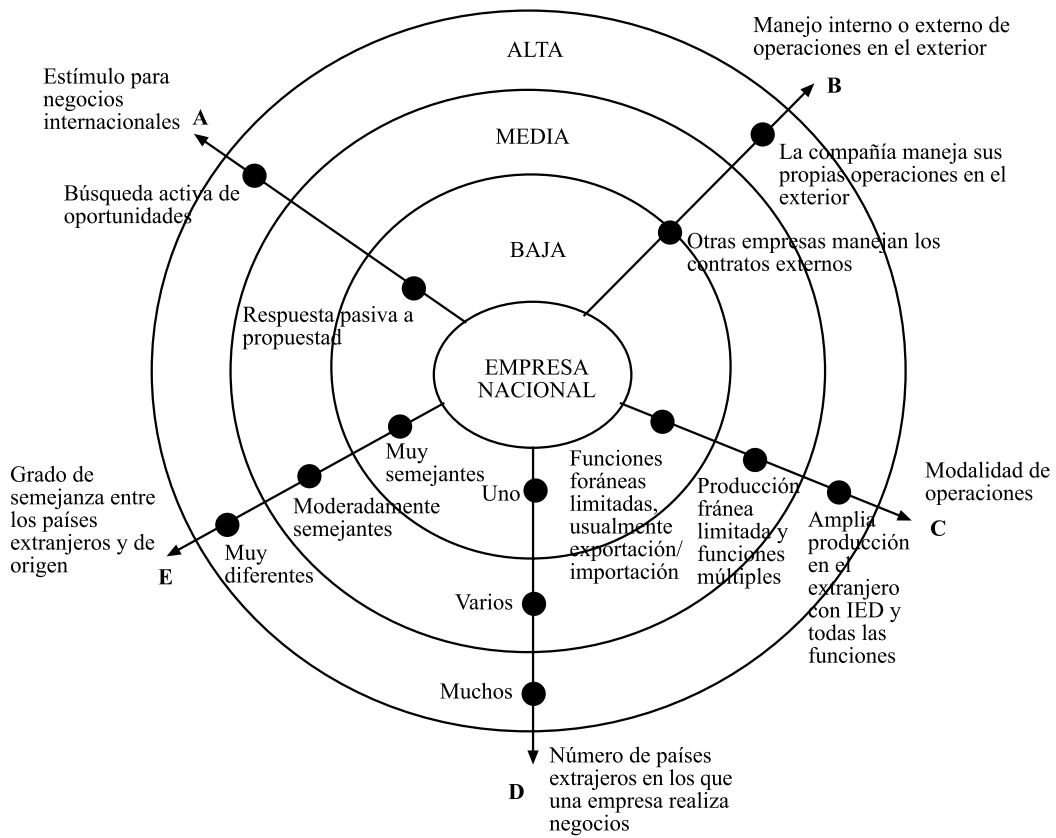 ALTA
MEDIA
BAJA
EMPRESA
NACIONAL
Estímulo para
negocios
internacionales
A
Búsqueda activa de
oportunidades
Respuesta pasiva a
propuestad
Manejo interno o externo de
operaciones en el exterior
B
La compañía maneja sus
propias operaciones en el
exterior
Otras empresas manejan los
contratos externos
Modalidad de
operaciones
C
Funciones
foráneas
limitadas,
usualmente
exportación/
importación
Producción
fránea
limitada y
funciones
múltiples
Amplia
producción
en el
extranjero
con IED y
todas las
funciones
Uno
Varios
Muchos
D
Número de países
extrajeros en los que
una empresa realiza
negocios
Grado de
semejanza entre
los países
extranjeros y de
origen
E
Muy
semejantes
Moderadamente
semejantes
Muy
diferentes